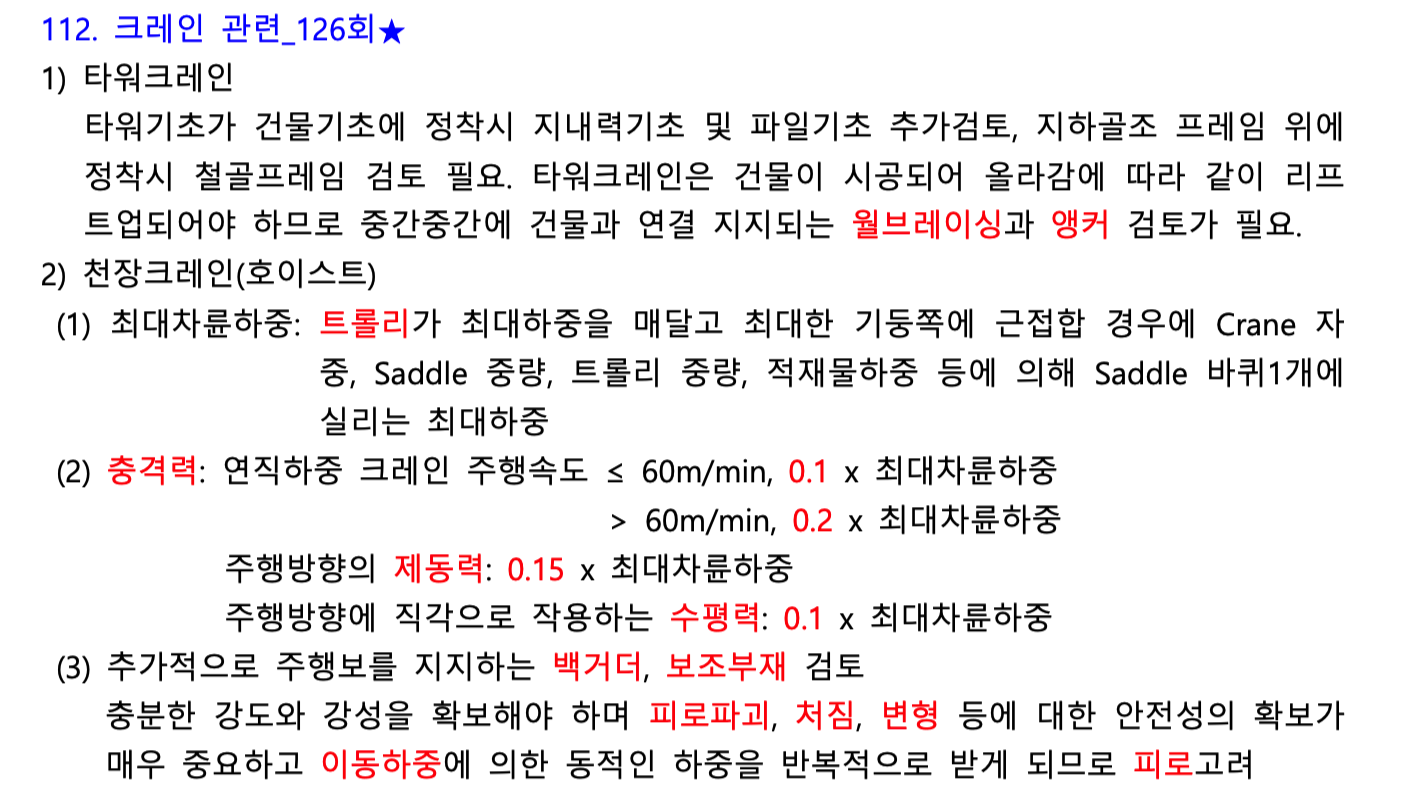 112. 크레인 관련_126회★
1) 타워크레인
타워기초가 건물기초에 정착시 지내력기초 및 파일기초 추가검토, 지하골조 프레임 위에
정착시 철골프레임 검토 필요. 타워크레인은 건물이 시공되어 올라감에 따라 같이 리프
트업되어야 하므로 중간중간에 건물과 연결 지지되는 월브레이싱과 앵커 검토가 필요.
2) 천장크레인(호이스트)
(1) 최대차륜하중: 트롤리가 최대하중을 매달고 최대한 기둥쪽에 근접합 경우에 Crane 자
중, Saddle 중량, 트롤리 중량, 적재물하중 등에 의해 Saddle 바퀴1개에
실리는 최대하중
(2) 충격력: 연직하중 크레인 주행속도 ≤ 60m/min, 0.1 x 최대차륜하중
> 60m/min, 0.2 x 최대차륜하중
주행방향의 제동력: 0.15 x 최대차륜하중
주행방향에 직각으로 작용하는 수평력: 0.1 x 최대차륜하중
(3) 추가적으로 주행보를 지지하는 백거더, 보조부재 검토
충분한 강도와 강성을 확보해야 하며 피로파괴, 처짐, 변형 등에 대한 안전성의 확보가
매우 중요하고 이동하중에 의한 동적인 하중을 반복적으로 받게 되므로 피로고려